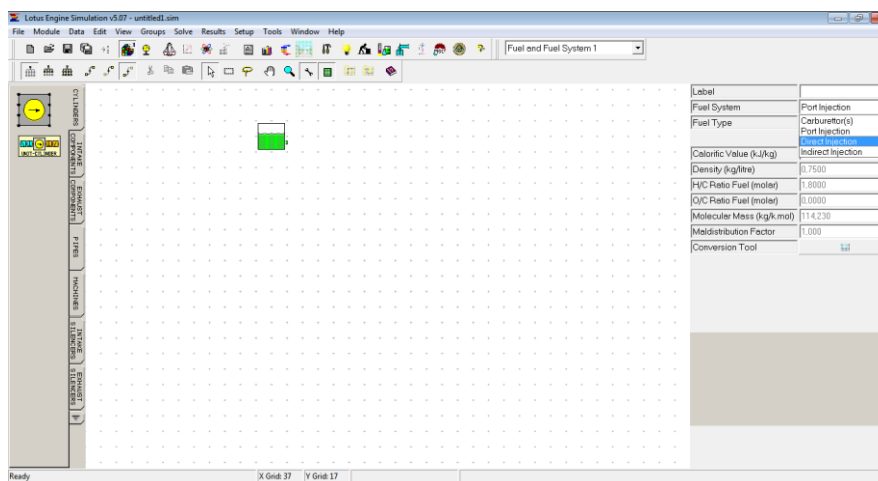 Lotus Engine Simulation v5.07 - untitled1.sim
File Module Data Edit View Groups Solve Results Setup Tools Window Help
Fuel and Fuel System 1
CYLINDERS
INTAKE COMPONENTS
EXHAUST COMPONENTS
PIPES
MACHINES
INTAKE SILENCERS
EXHAUST SILENCERS
UNIT-CYLINDER
Label
Fuel System Port Injection
Fuel Type Carburettor(s)
Port Injection
Direct Injection
Indirect Injection
Calorific Value (kJ/kg)
Density (kg/litre) 0,7500
H/C Ratio Fuel (molar) 1,8000
O/C Ratio Fuel (molar) 0,0000
Molecular Mass (kg/k.mol) 114,230
Maldistribution Factor 1,000
Conversion Tool
Ready X Grid: 37 Y Grid: 17